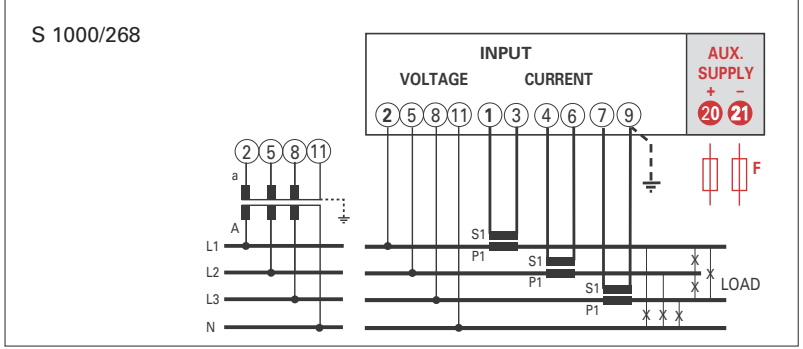 S 1000/268
INPUT
AUX.
SUPPLY
VOLTAGE CURRENT
+ –
2 5 8 11 1 3 4 6 7 9 20 21
2 5 8 11
a
F
A
S1
L1
P1
S1
L2
P1
LOAD
S1
L3
P1
N
X
X
X
X X X